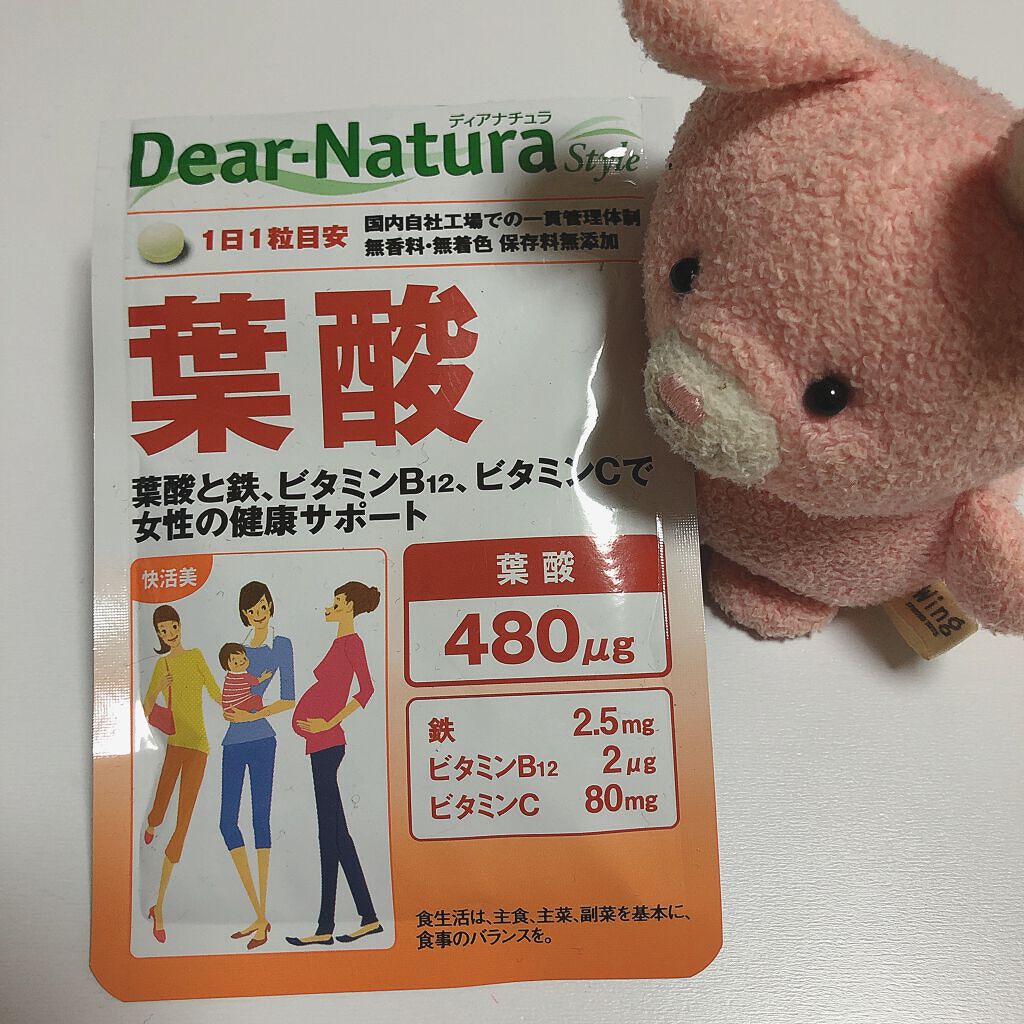 ディアナチュラ
Dear-Natura Style
1日1粒目安
国内自社工場での一貫管理体制
無香料・無着色 保存料無添加
葉酸
葉酸と鉄、ビタミンB12、ビタミンCで
女性の健康サポート
快活美
葉酸
480μg
鉄 2.5mg
ビタミンB12 2μg
ビタミンC 80mg
食生活は、主食、主菜、副菜を基本に、
食事のバランスを。
Wing